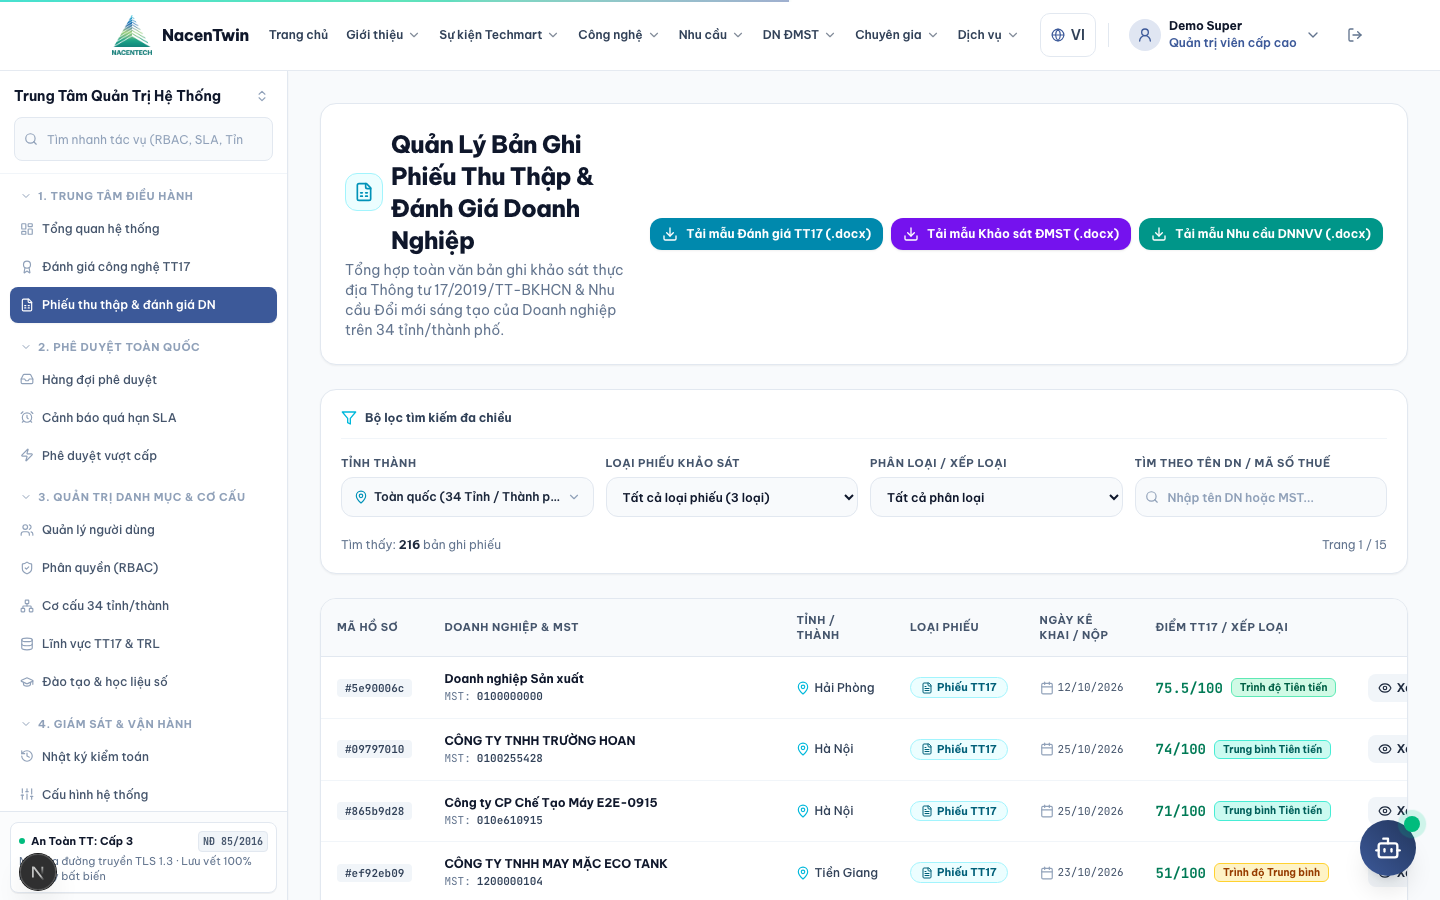 NACENTECH
NacenTwin
Trang chủ
Giới thiệu
Sự kiện Techmart
Công nghệ
Nhu cầu
DN ĐMST
Chuyên gia
Dịch vụ
VI
Demo Super
Quản trị viên cấp cao
Trung Tâm Quản Trị Hệ Thống
Tìm nhanh tác vụ (RBAC, SLA, Tỉn
1. TRUNG TÂM ĐIỀU HÀNH
Tổng quan hệ thống
Đánh giá công nghệ TT17
Phiếu thu thập & đánh giá DN
2. PHÊ DUYỆT TOÀN QUỐC
Hàng đợi phê duyệt
Cảnh báo quá hạn SLA
Phê duyệt vượt cấp
3. QUẢN TRỊ DANH MỤC & CƠ CẤU
Quản lý người dùng
Phân quyền (RBAC)
Cơ cấu 34 tỉnh/thành
Lĩnh vực TT17 & TRL
Đào tạo & học liệu số
4. GIÁM SÁT & VẬN HÀNH
Nhật ký kiểm toán
Cấu hình hệ thống
An Toàn TT: Cấp 3
NĐ 85/2016
đường truyền TLS 1.3 · Lưu vết 100%
bất biến
N
Quản Lý Bản Ghi
Phiếu Thu Thập &
Đánh Giá Doanh
Nghiệp
Tổng hợp toàn văn bản ghi khảo sát thực
địa Thông tư 17/2019/TT-BKHCN & Nhu
cầu Đổi mới sáng tạo của Doanh nghiệp
trên 34 tỉnh/thành phố.
Tải mẫu Đánh giá TT17 (.docx)
Tải mẫu Khảo sát ĐMST (.docx)
Tải mẫu Nhu cầu DNNVV (.docx)
Bộ lọc tìm kiếm đa chiều
TỈNH THÀNH
LOẠI PHIẾU KHẢO SÁT
PHÂN LOẠI / XẾP LOẠI
TÌM THEO TÊN DN / MÃ SỐ THUẾ
Toàn quốc (34 Tỉnh / Thành p...
Tất cả loại phiếu (3 loại)
Tất cả phân loại
Nhập tên DN hoặc MST...
Tìm thấy: 216 bản ghi phiếu
Trang 1 / 15
MÃ HỒ SƠ
DOANH NGHIỆP & MST
TỈNH /
THÀNH
LOẠI PHIẾU
NGÀY KÊ
KHAI / NỘP
ĐIỂM TT17 / XẾP LOẠI
#5e90006c
Doanh nghiệp Sản xuất
MST: 0100000000
Hải Phòng
Phiếu TT17
12/10/2026
75.5/100
Trình độ Tiên tiến
#09797010
CÔNG TY TNHH TRƯỜNG HOAN
MST: 0100255428
Hà Nội
Phiếu TT17
25/10/2026
74/100
Trung bình Tiên tiến
#865b9d28
Công ty CP Chế Tạo Máy E2E-0915
MST: 010e610915
Hà Nội
Phiếu TT17
25/10/2026
71/100
Trung bình Tiên tiến
#ef92eb09
CÔNG TY TNHH MAY MẶC ECO TANK
MST: 1200000104
Tiền Giang
Phiếu TT17
23/10/2026
51/100
Trình độ Trung bình